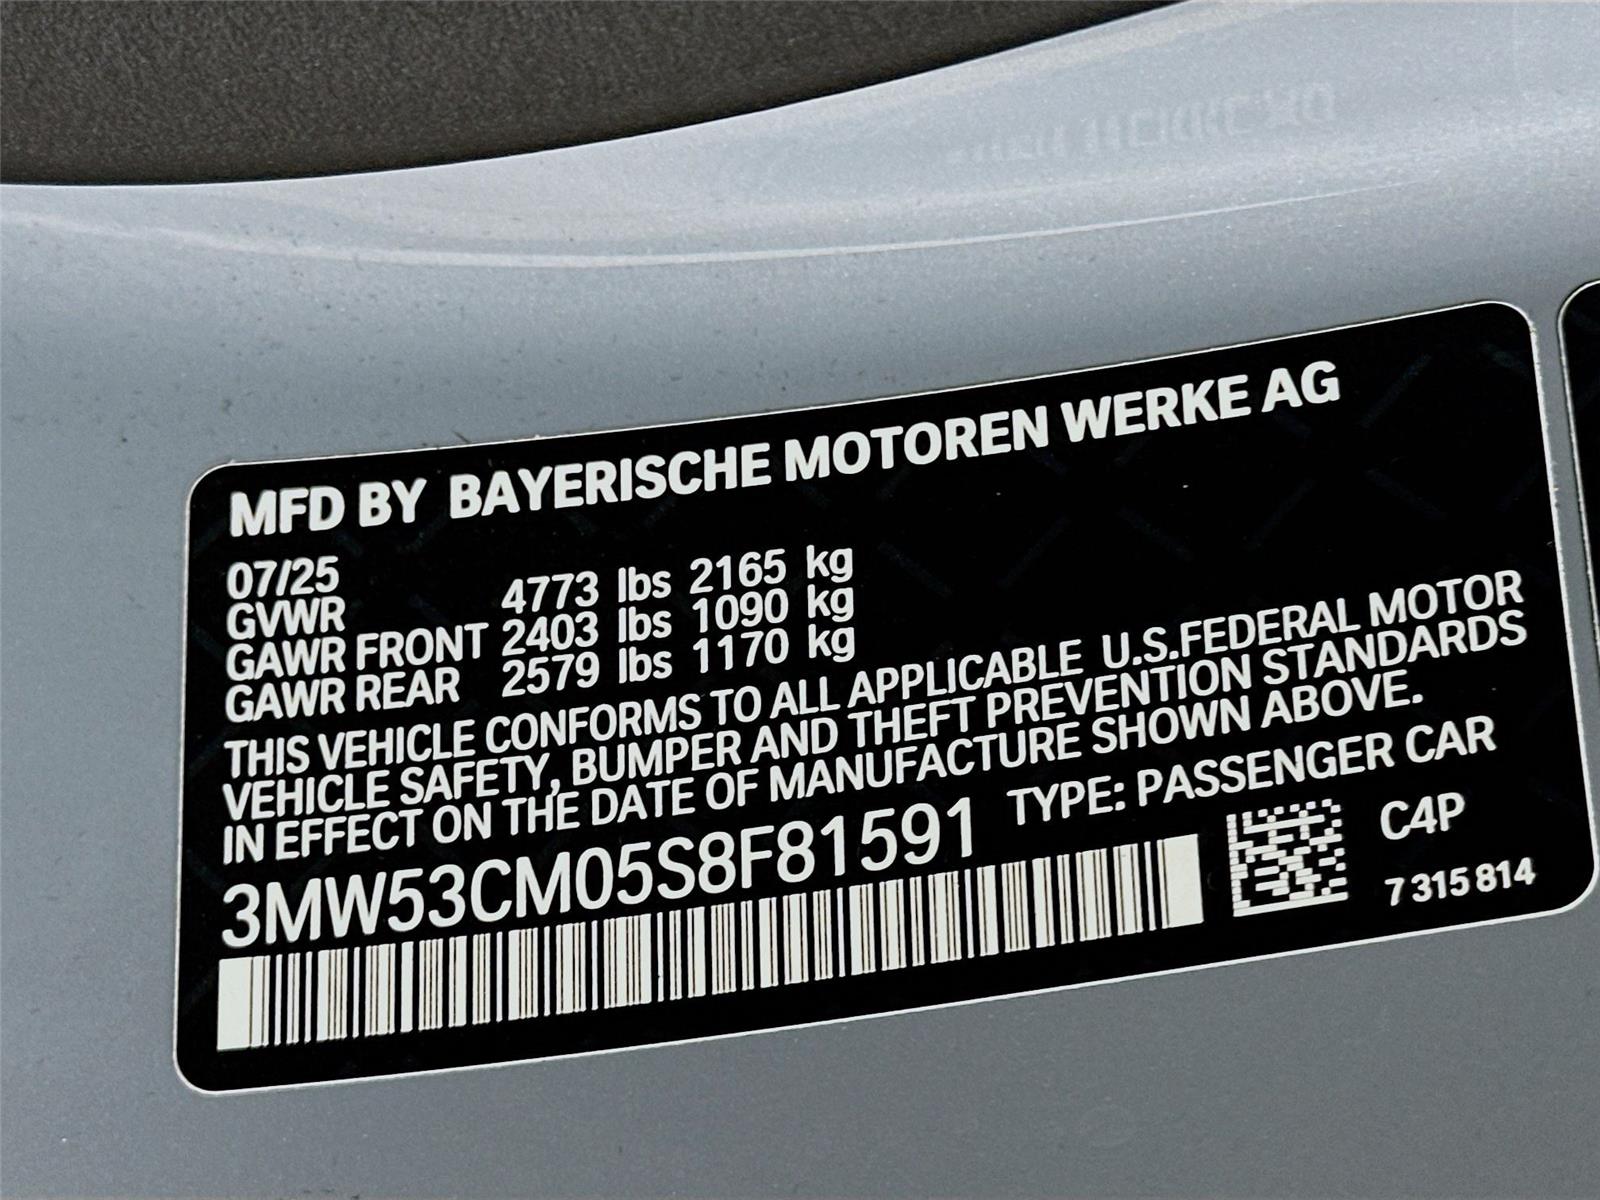 MFD BY BAYERISCHE MOTOREN WERKE AG
07/25
GVWR 4773 lbs 2165 kg
GAWR FRONT 2403 lbs 1090 kg
GAWR REAR 2579 lbs 1170 kg
THIS VEHICLE CONFORMS TO ALL APPLICABLE U.S.FEDERAL MOTOR
VEHICLE SAFETY, BUMPER AND THEFT PREVENTION STANDARDS
IN EFFECT ON THE DATE OF MANUFACTURE SHOWN ABOVE.
3MW53CM05S8F81591 TYPE: PASSENGER CAR
C4P
7 315 814